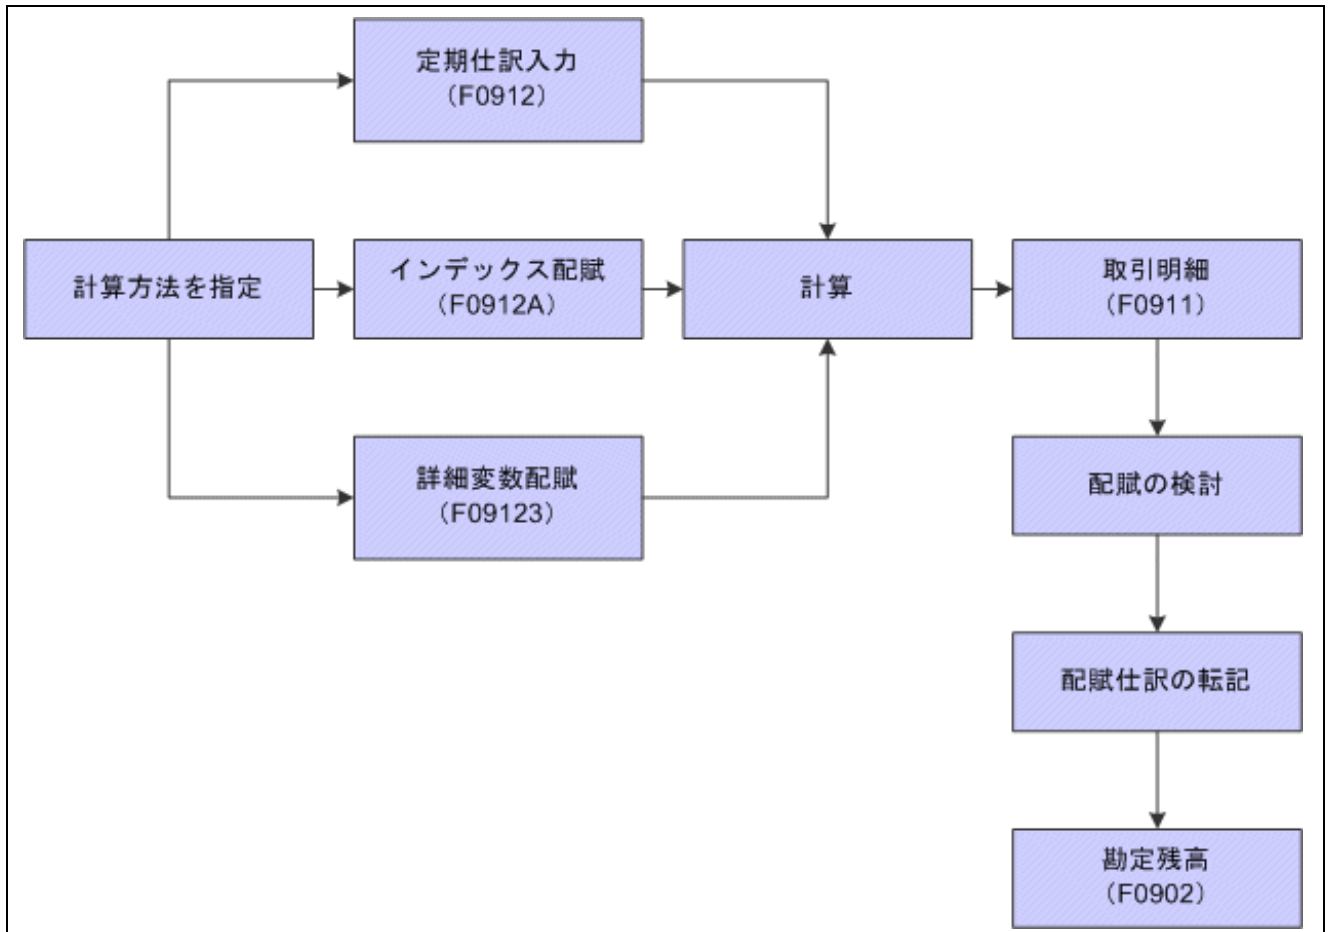 定期仕訳入力
（F0912）
計算方法を指定
インデックス配賦
（F0912A）
計算
取引明細
（F0911）
詳細変数配賦
（F09123）
配賦の検討
配賦仕訳の転記
勘定残高
（F0902）